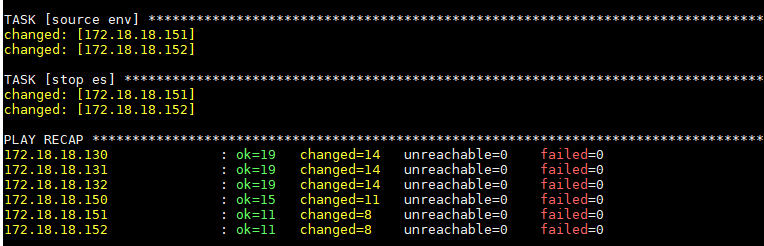 TASK [source env] *****************************************************************************
changed: [172.18.18.151]
changed: [172.18.18.152]
TASK [stop es] ********************************************************************************
changed: [172.18.18.151]
changed: [172.18.18.152]
PLAY RECAP ************************************************************************************
172.18.18.130 : ok=19 changed=14 unreachable=0 failed=0
172.18.18.131 : ok=19 changed=14 unreachable=0 failed=0
172.18.18.132 : ok=19 changed=14 unreachable=0 failed=0
172.18.18.150 : ok=15 changed=11 unreachable=0 failed=0
172.18.18.151 : ok=11 changed=8 unreachable=0 failed=0
172.18.18.152 : ok=11 changed=8 unreachable=0 failed=0